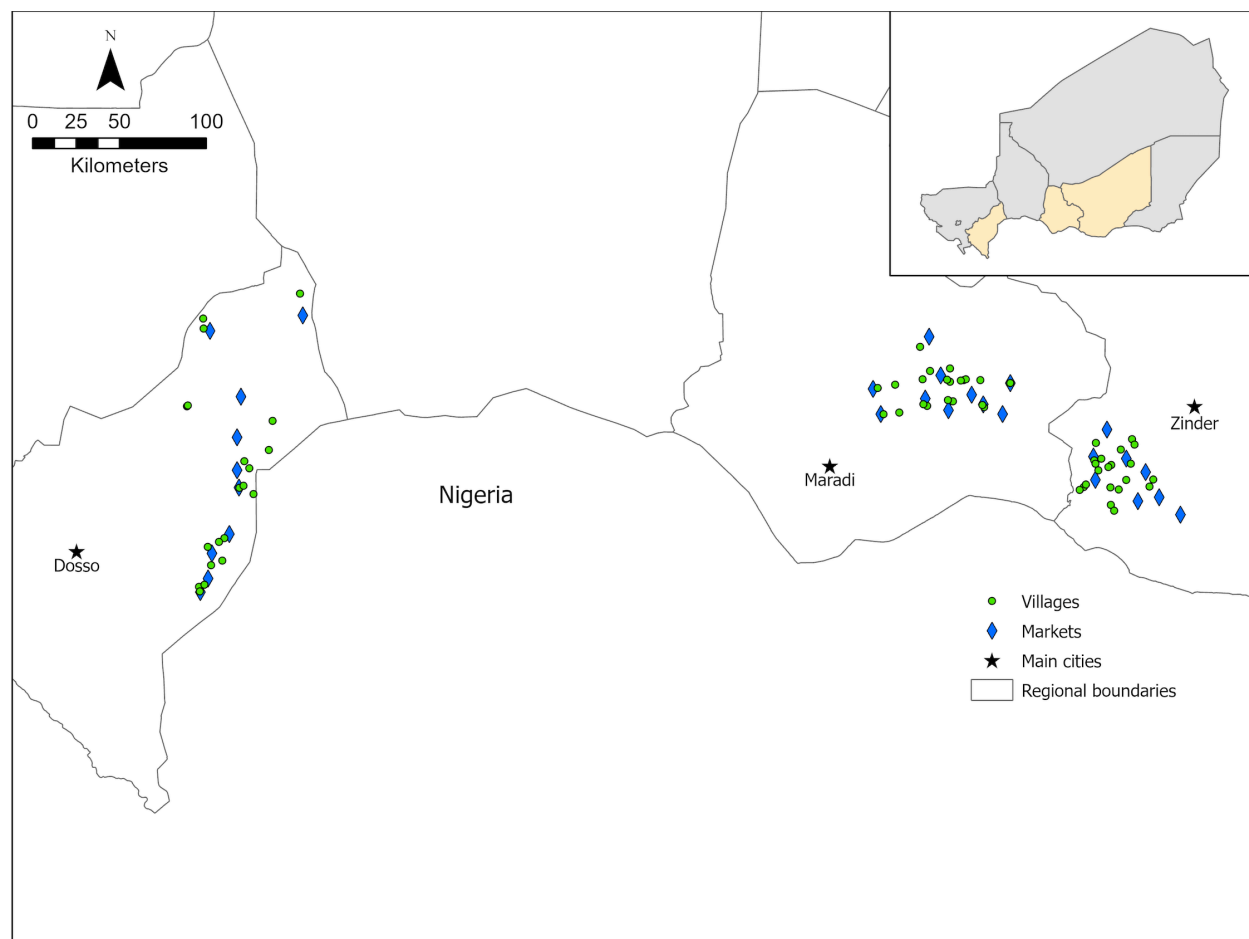 N
0 25 50 100
Kilometers
Zinder
Maradi
Nigeria
Dosso
Villages
Markets
Main cities
Regional boundaries